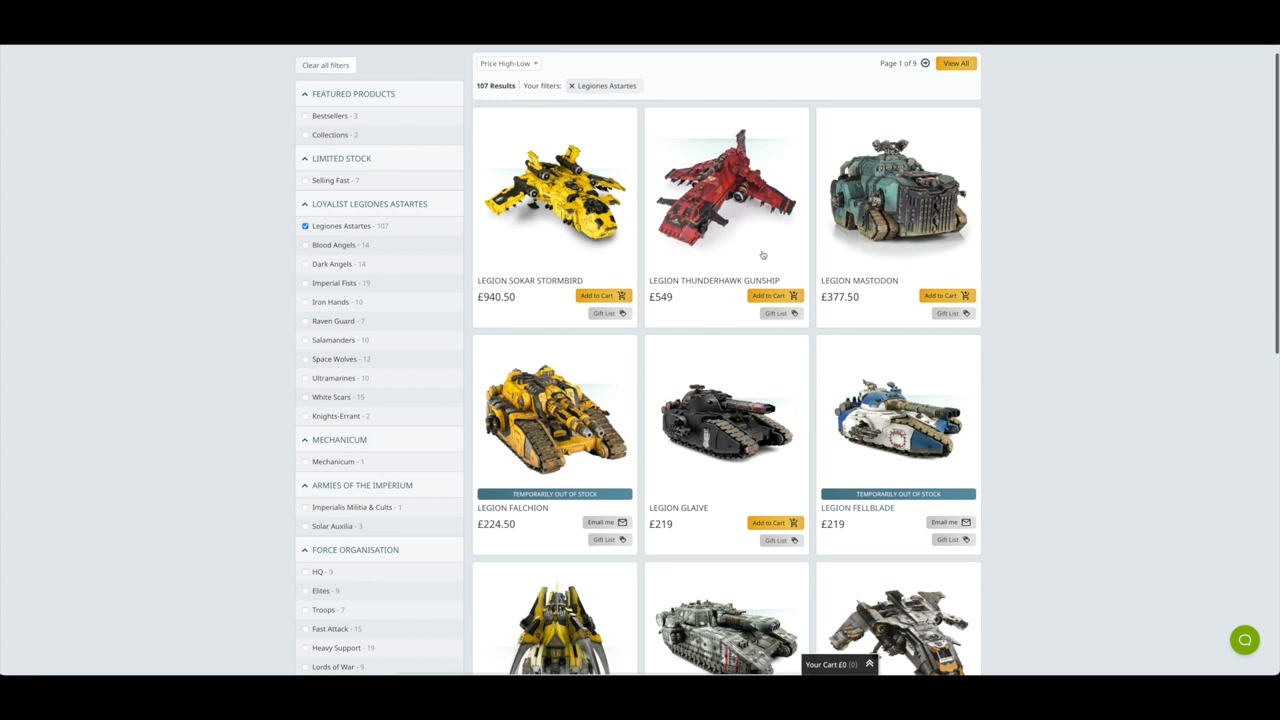 Clear all filters
FEATURED PRODUCTS
Bestsellers - 3
Collections - 2
LIMITED STOCK
Selling Fast - 7
LOYALIST LEGIONES ASTARTES
Legiones Astartes - 107
Blood Angels - 14
Dark Angels - 14
Imperial Fists - 19
Iron Hands - 10
Raven Guard - 7
Salamanders - 10
Space Wolves - 12
Ultramarines - 10
White Scars - 15
Knights-Errant - 2
MECHANICUM
Mechanicum - 1
ARMIES OF THE IMPERIUM
Imperialis Militia & Cults - 1
Solar Auxilia - 3
FORCE ORGANISATION
HQ - 9
Elites - 9
Troops - 7
Fast Attack - 15
Heavy Support - 19
Lords of War - 9
Price High-Low
Page 1 of 9
View All
107 Results
Your filters:
Legiones Astartes
LEGION SOKAR STORMBIRD
£940.50
Add to Cart
Gift List
LEGION THUNDERHAWK GUNSHIP
£549
Add to Cart
Gift List
LEGION MASTODON
£377.50
Add to Cart
Gift List
TEMPORARILY OUT OF STOCK
LEGION FALCHION
£224.50
Email me
Gift List
LEGION GLAIVE
£219
Add to Cart
Gift List
TEMPORARILY OUT OF STOCK
LEGION FELLBLADE
£219
Email me
Gift List
Your Cart £0 (0)